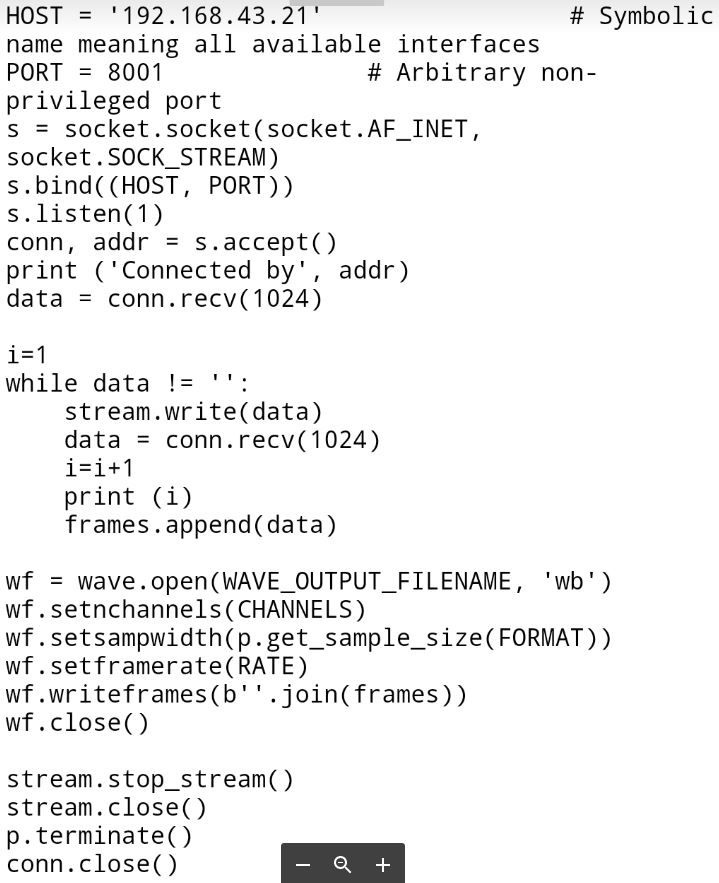 HOST = '192.168.43.21'                 # Symbolic
name meaning all available interfaces
PORT = 8001              # Arbitrary non-
privileged port
s = socket.socket(socket.AF_INET,
socket.SOCK_STREAM)
s.bind((HOST, PORT))
s.listen(1)
conn, addr = s.accept()
print ('Connected by', addr)
data = conn.recv(1024)

i=1
while data != '':
    stream.write(data)
    data = conn.recv(1024)
    i=i+1
    print (i)
    frames.append(data)

wf = wave.open(WAVE_OUTPUT_FILENAME, 'wb')
wf.setnchannels(CHANNELS)
wf.setsampwidth(p.get_sample_size(FORMAT))
wf.setframerate(RATE)
wf.writeframes(b''.join(frames))
wf.close()

stream.stop_stream()
stream.close()
p.terminate()
conn.close()